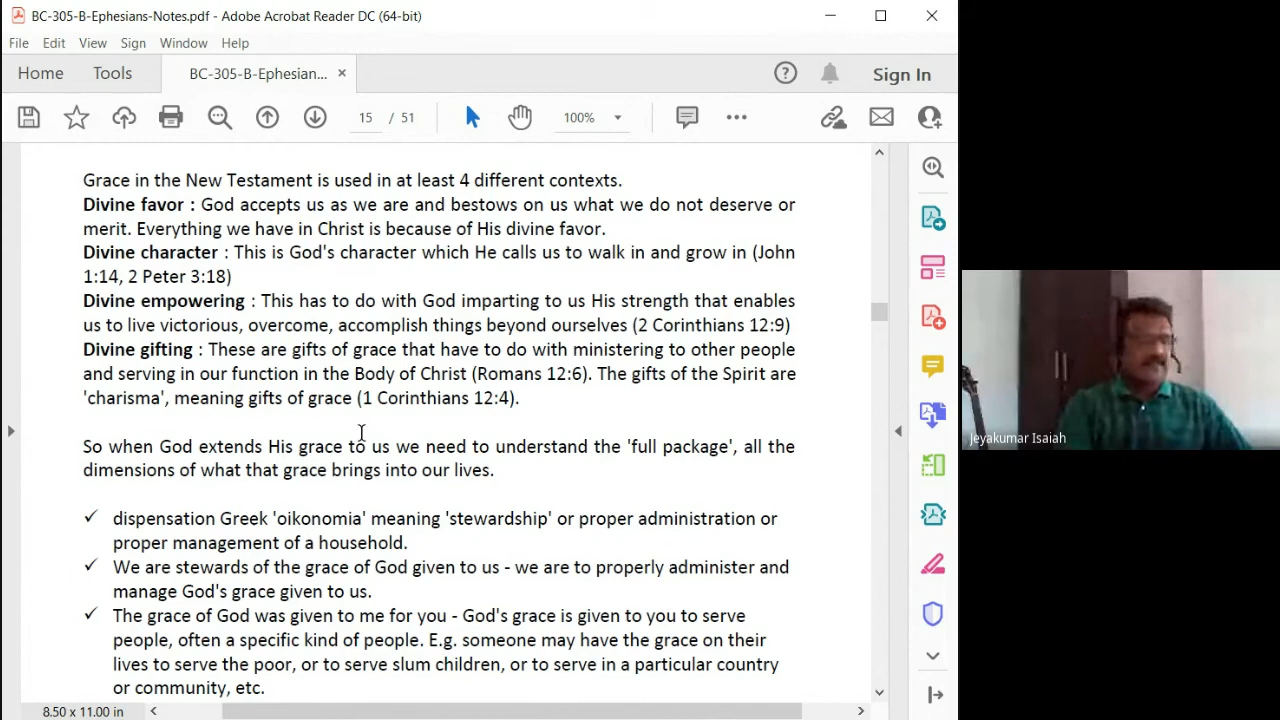 BC-305-B-Ephesians-Notes.pdf - Adobe Acrobat Reader DC (64-bit)
File Edit View Sign Window Help
Home Tools BC-305-B-Ephesian... × Sign In
15 / 51 100%
Grace in the New Testament is used in at least 4 different contexts.
Divine favor : God accepts us as we are and bestows on us what we do not deserve or
merit. Everything we have in Christ is because of His divine favor.
Divine character : This is God's character which He calls us to walk in and grow in (John
1:14, 2 Peter 3:18)
Divine empowering : This has to do with God imparting to us His strength that enables
us to live victorious, overcome, accomplish things beyond ourselves (2 Corinthians 12:9)
Divine gifting : These are gifts of grace that have to do with ministering to other people
and serving in our function in the Body of Christ (Romans 12:6). The gifts of the Spirit are
'charisma', meaning gifts of grace (1 Corinthians 12:4).
So when God extends His grace to us we need to understand the 'full package', all the
dimensions of what that grace brings into our lives.
✓ dispensation Greek 'oikonomia' meaning 'stewardship' or proper administration or
proper management of a household.
✓ We are stewards of the grace of God given to us - we are to properly administer and
manage God's grace given to us.
✓ The grace of God was given to me for you - God's grace is given to you to serve
people, often a specific kind of people. E.g. someone may have the grace on their
lives to serve the poor, or to serve slum children, or to serve in a particular country
or community, etc.
8.50 x 11.00 in
Jeyakumar Isaiah